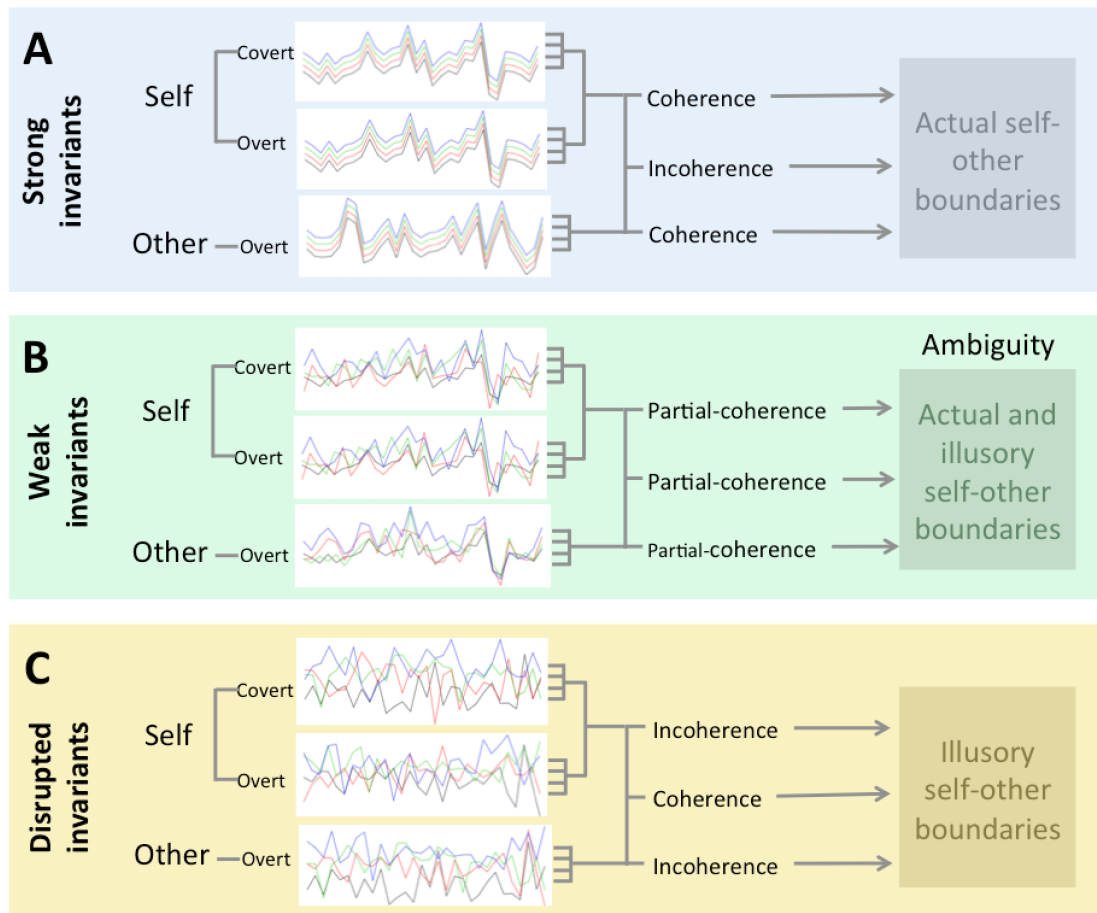 A
Strong
invariants
Self
Covert
Overt
Other
Overt
Coherence
Incoherence
Coherence
Actual self-
other
boundaries
B
Weak
invariants
Self
Covert
Overt
Other
Overt
Partial-coherence
Partial-coherence
Partial-coherence
Ambiguity
Actual and
illusory
self-other
boundaries
C
Disrupted
invariants
Self
Covert
Overt
Other
Overt
Incoherence
Coherence
Incoherence
Illusory
self-other
boundaries